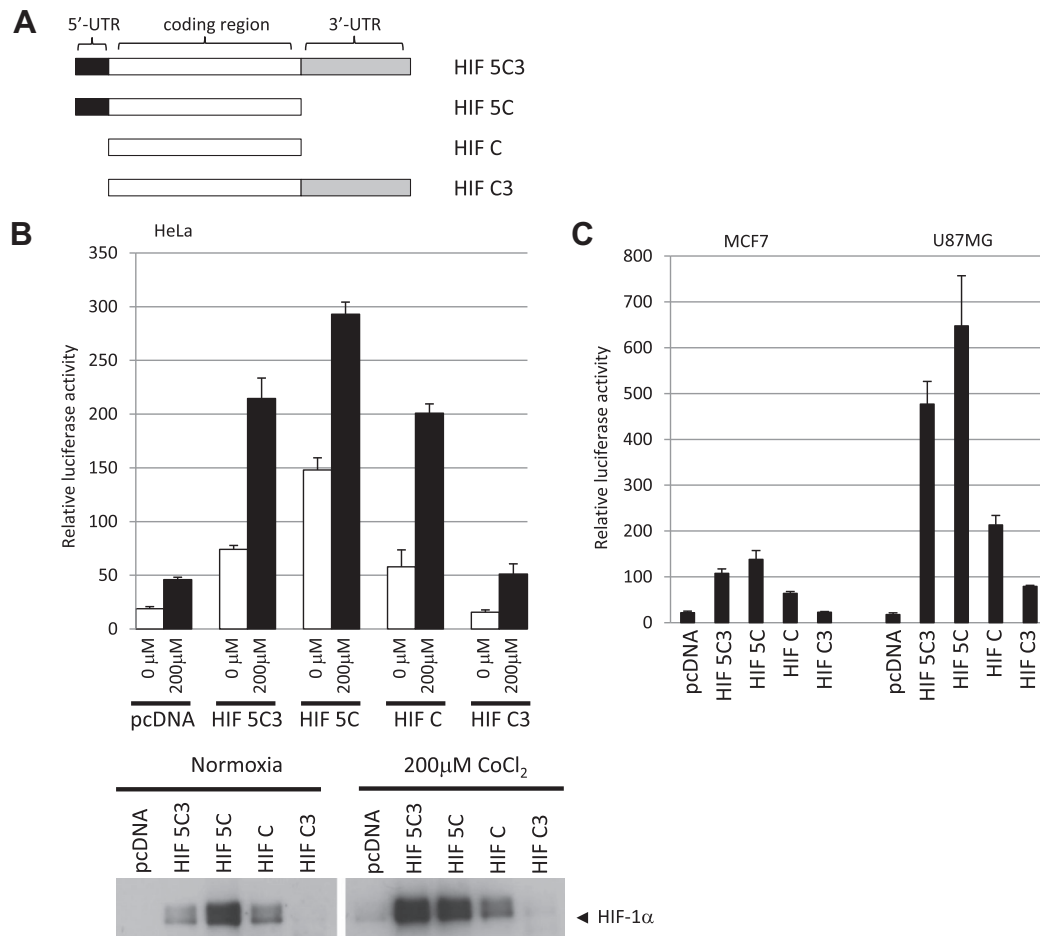 A
5’-UTR coding region 3’-UTR
HIF 5C3
HIF 5C
HIF C
HIF C3
B
HeLa
Relative luciferase activity
350
300
250
200
150
100
50
0
0 μM 200μM 0 μM 200μM 0 μM 200μM 0 μM 200μM 0 μM 200μM
pcDNA HIF 5C3 HIF 5C HIF C HIF C3
Normoxia 200μM CoCl₂
pcDNA HIF 5C3 HIF 5C HIF C HIF C3 pcDNA HIF 5C3 HIF 5C HIF C HIF C3
◄ HIF-1α
C
MCF7 U87MG
Relative luciferase activity
800
700
600
500
400
300
200
100
0
pcDNA HIF 5C3 HIF 5C HIF C HIF C3 pcDNA HIF 5C3 HIF 5C HIF C HIF C3